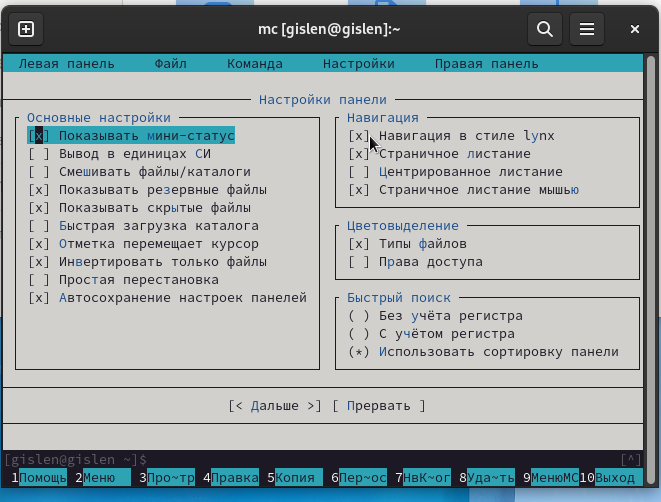 mc [gislen@gislen]:~
Левая панель Файл Команда Настройки Правая панель
Настройки панели
Основные настройки
[x] Показывать мини-статус
[ ] Вывод в единицах СИ
[ ] Смешивать файлы/каталоги
[x] Показывать резервные файлы
[x] Показывать скрытые файлы
[ ] Быстрая загрузка каталога
[x] Отметка перемещает курсор
[x] Инвертировать только файлы
[ ] Простая перестановка
[x] Автосохранение настроек панелей
Навигация
[x] Навигация в стиле lynx
[x] Страничное листание
[ ] Центрированное листание
[x] Страничное листание мышью
Цветовыделение
[x] Типы файлов
[ ] Права доступа
Быстрый поиск
( ) Без учёта регистра
( ) С учётом регистра
(*) Использовать сортировку панели
[< Дальше >] [ Прервать ]
[gislen@gislen ~]$ [^]
1Помощь 2Меню 3Про~тр 4Правка 5Копия 6Пер~ос 7НвК~ог 8Уда~ть 9МенюMC 10Выход